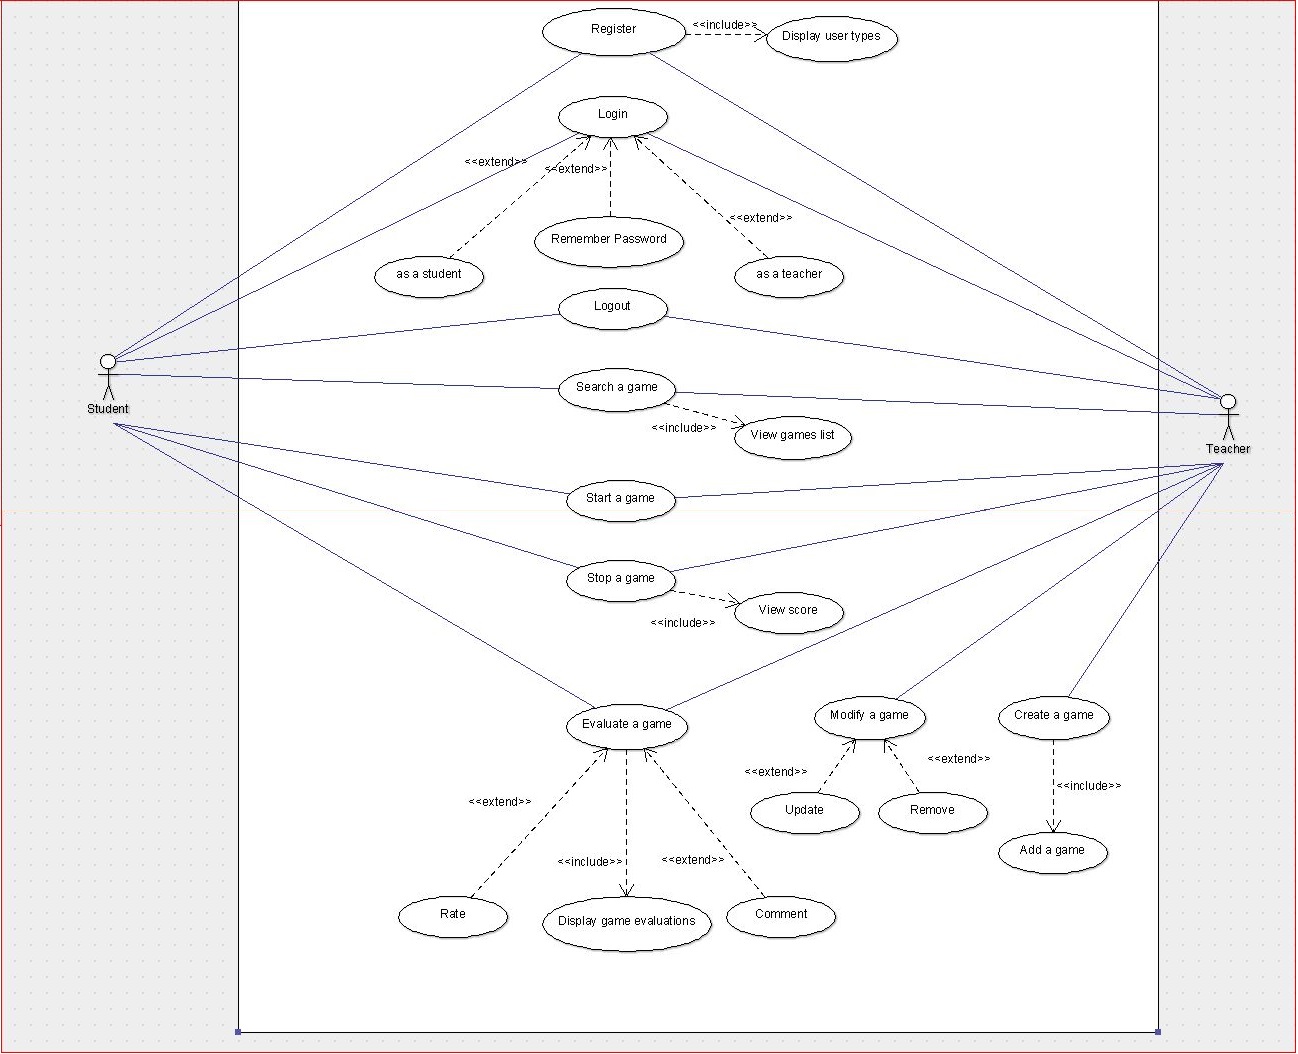 Register
<<include>>
Display user types
Login
<<extend>>
<<extend>>
<<extend>>
Remember Password
as a student
as a teacher
Logout
Search a game
Student
<<include>>
View games list
Teacher
Start a game
Stop a game
View score
<<include>>
Evaluate a game
Modify a game
Create a game
<<extend>>
<<extend>>
<<include>>
<<extend>>
Update
Remove
Add a game
<<include>>
<<extend>>
Rate
Display game evaluations
Comment